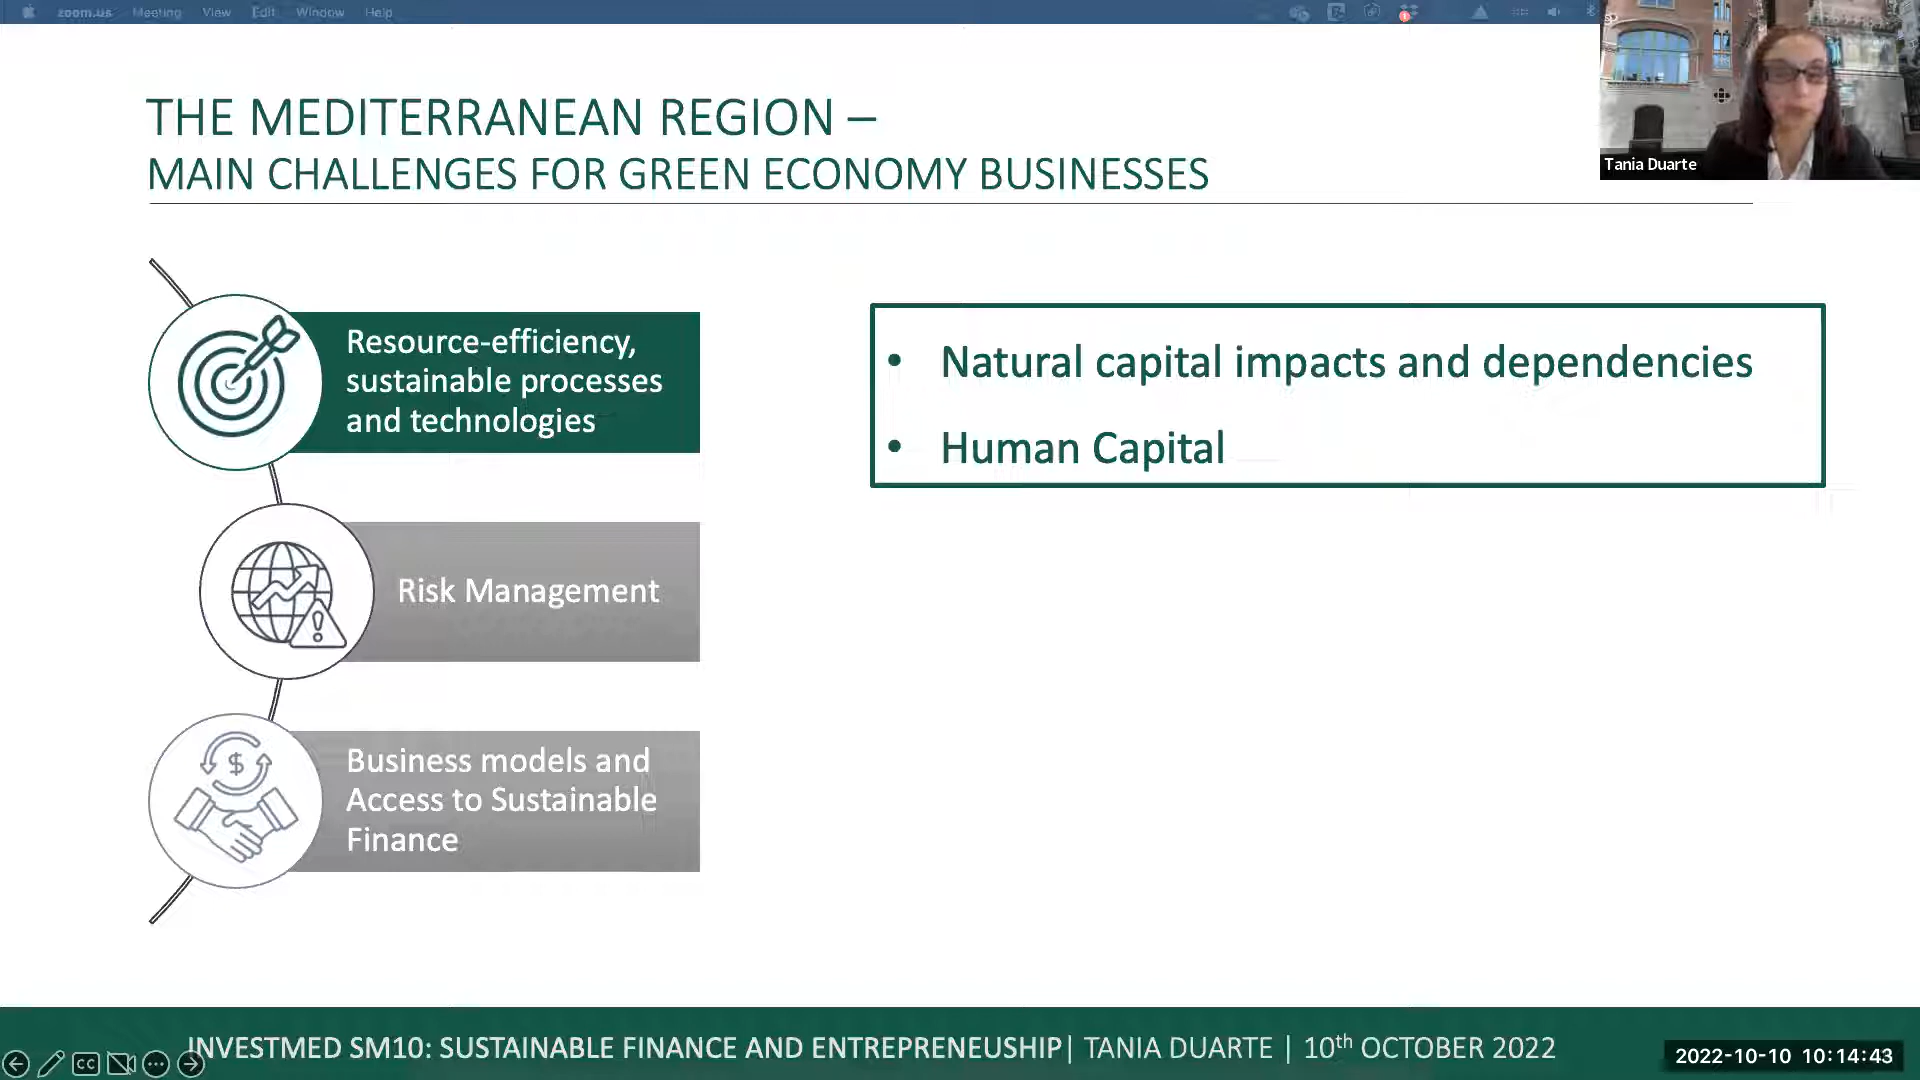 zoom.us Meeting View Edit Window Help
THE MEDITERRANEAN REGION –
MAIN CHALLENGES FOR GREEN ECONOMY BUSINESSES
Tania Duarte
Resource-efficiency,
sustainable processes
and technologies
• Natural capital impacts and dependencies
• Human Capital
Risk Management
$
Business models and
Access to Sustainable
Finance
INVESTMED SM10: SUSTAINABLE FINANCE AND ENTREPRENEUSHIP| TANIA DUARTE | 10th OCTOBER 2022
CC
2022-10-10 10:14:43